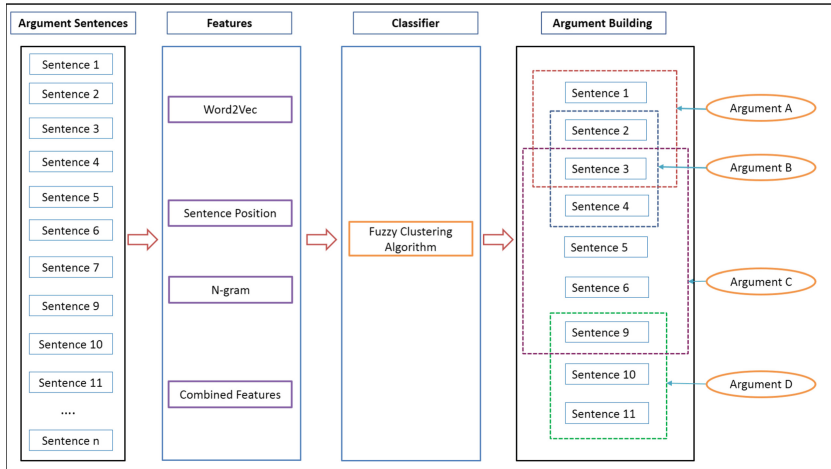 Argument Sentences
Features
Classifier
Argument Building
Sentence 1
Sentence 2
Sentence 3
Sentence 4
Sentence 5
Sentence 6
Sentence 7
Sentence 9
Sentence 10
Sentence 11
....
Sentence n
Word2Vec
Sentence Position
N-gram
Combined Features
Fuzzy Clustering
Algorithm
Sentence 1
Sentence 2
Sentence 3
Sentence 4
Sentence 5
Sentence 6
Sentence 9
Sentence 10
Sentence 11
Argument A
Argument B
Argument C
Argument D